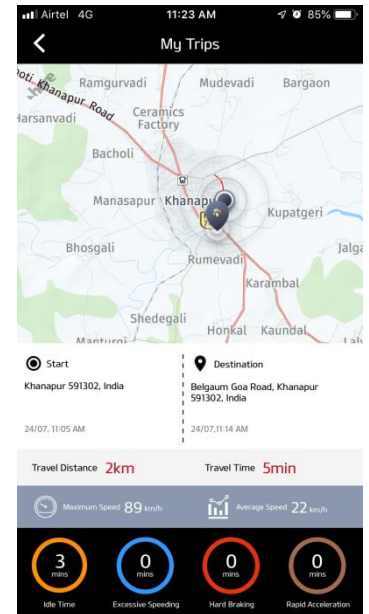 Airtel 4G 11:23 AM 85%
My Trips
Khanapur Road
Ramgurvadi Mudevadi Bargaon
Harsanvadi
Ceramics
Factory
Bacholi
Manasapur Khanapur
Kupatgeri
Bhosgali
Rumevadi
Karambal
Shedegali
Honkal Kaundal
Manturgi
Start
Destination
Khanapur 591302, India
Belgaum Goa Road, Khanapur
591302, India
24/07, 11:05 AM
24/07,11:14 AM
Travel Distance 2km
Travel Time 5min
Maximum Speed 89 km/h
Average Speed 22 km/h
3 0 0 0
mins mins mins mins
Idle Time Excessive Speeding Hard Braking Rapid Acceleration